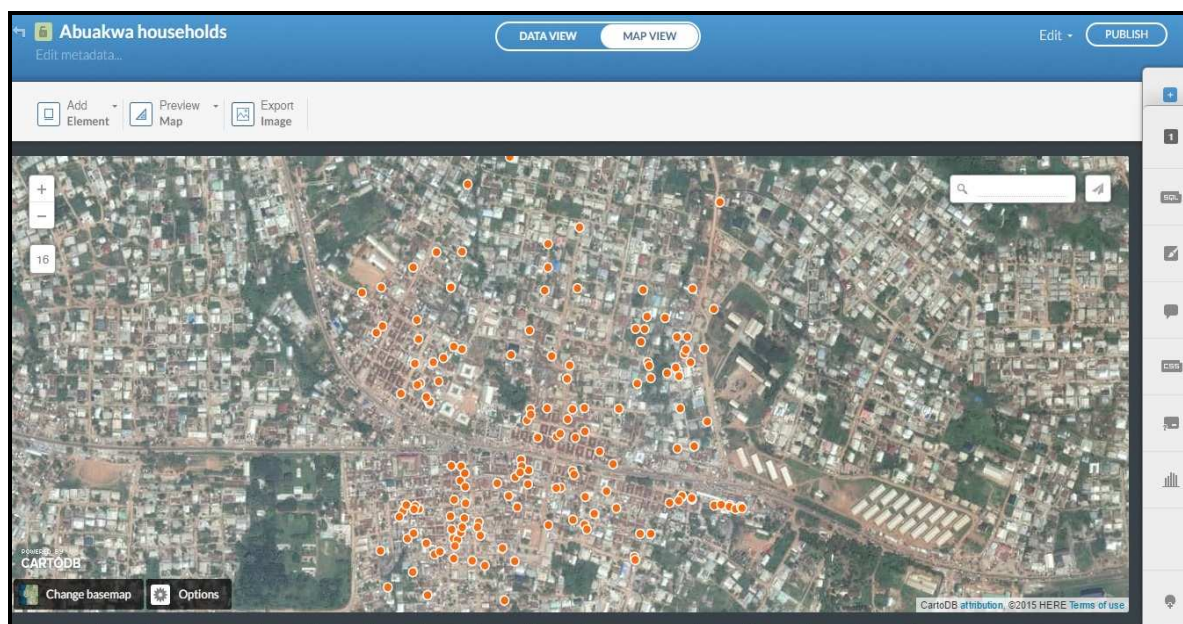 Abuakwa households
Edit metadata...
DATA VIEW
MAP VIEW
Edit
PUBLISH
Add
Element
Preview
Map
Export
Image
+
1
+
−
16
SQL
CSS
POWERED BY
CARTODB
Change basemap
Options
CartoDB attribution, ©2015 HERE Terms of use